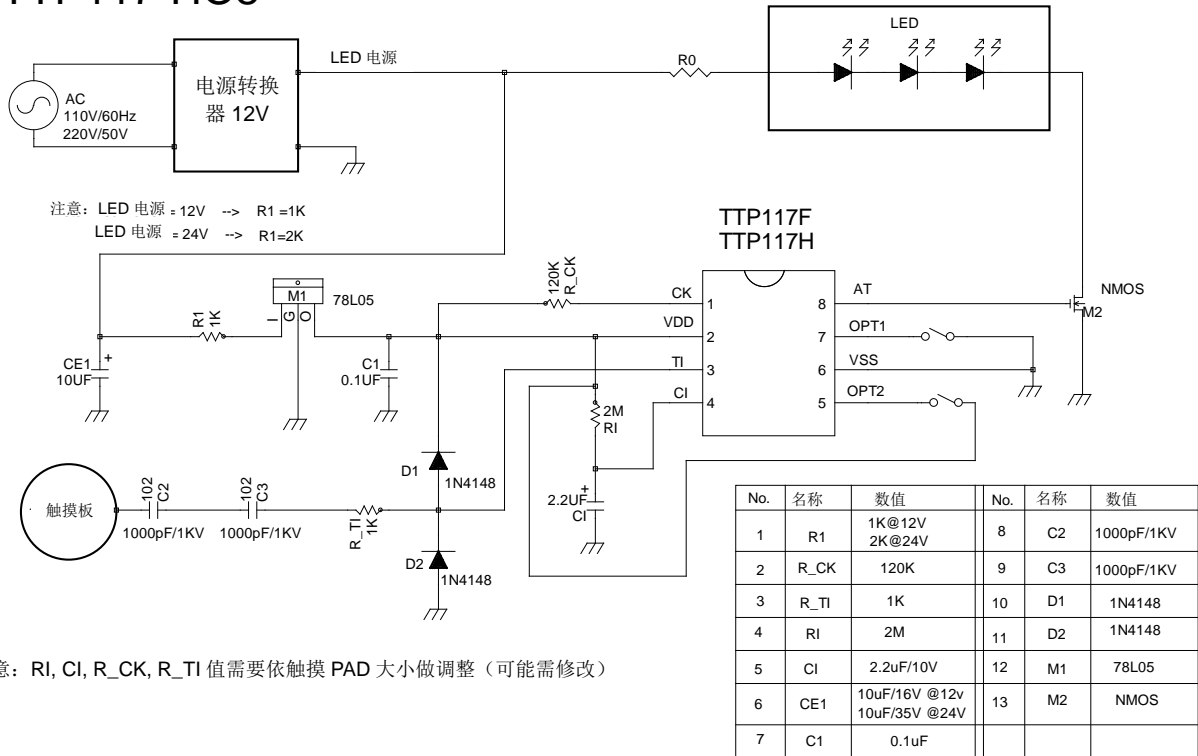 LED 电源
AC
110V/60Hz
220V/50V
电源转换
器 12V
R0
LED
注意：LED 电源 = 12V --> R1 =1K
LED 电源 = 24V --> R1=2K
TTP117F
TTP117H
R1
1K
M1
78L05
I
G
O
120K
R_CK
CK
1
VDD
2
TI
3
CI
4
8
AT
7
OPT1
6
VSS
5
OPT2
NMOS
M2
CE1
10UF
+
C1
0.1UF
2M
RI
2.2UF
+
CI
D1
1N4148
D2
1N4148
触摸板
102
C2
1000pF/1KV
102
C3
1000pF/1KV
R_TI
1K
No. 名称 数值 No. 名称 数值
1 R1 1K@12V 2K@24V 8 C2 1000pF/1KV
2 R_CK 120K 9 C3 1000pF/1KV
3 R_TI 1K 10 D1 1N4148
4 RI 2M 11 D2 1N4148
5 CI 2.2uF/10V 12 M1 78L05
6 CE1 10uF/16V @12v 10uF/35V @24V 13 M2 NMOS
7 C1 0.1uF
意：RI, CI, R_CK, R_TI 值需要依触摸 PAD 大小做调整（可能需修改）